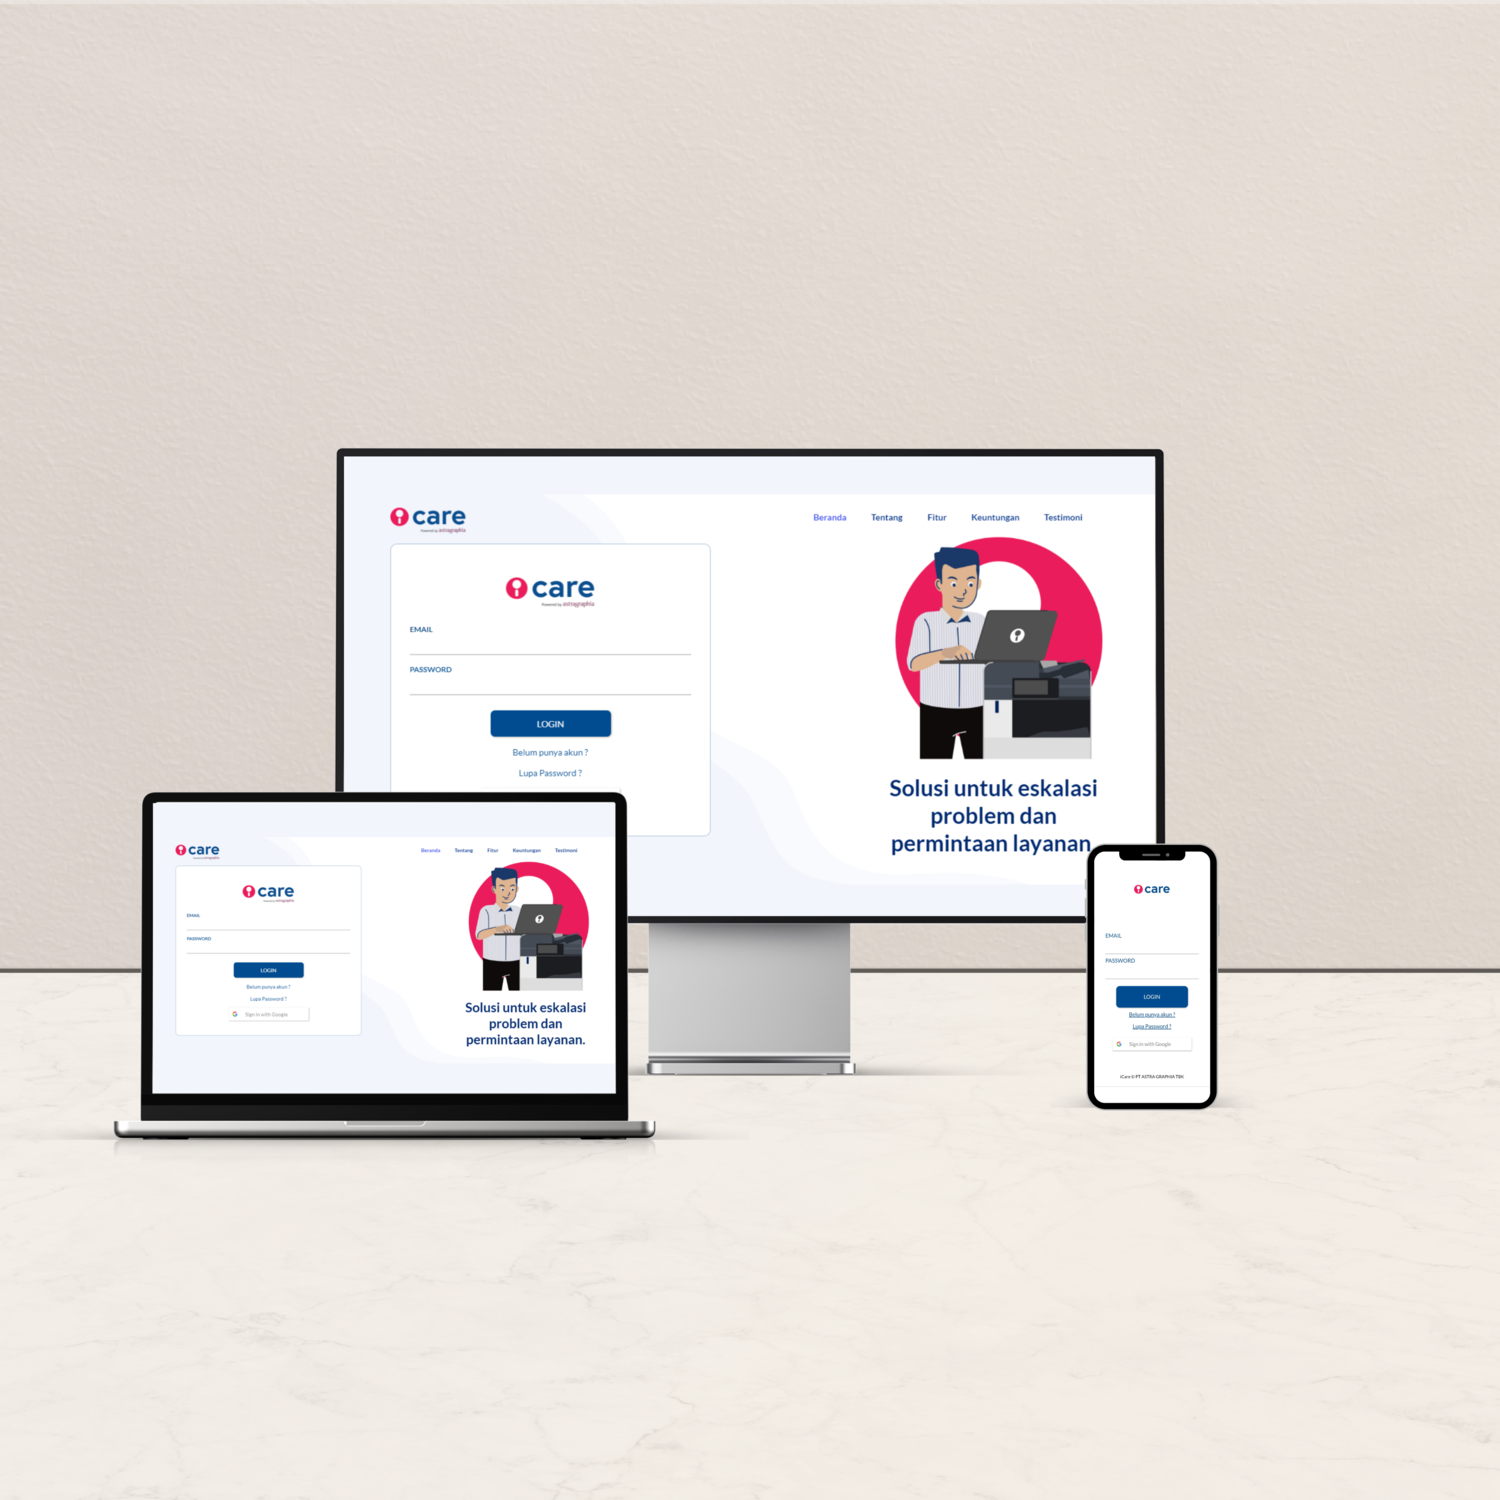 care
Powered by astragraphia
Beranda Tentang Fitur Keuntungan Testimoni
care
Powered by astragraphia
EMAIL
PASSWORD
LOGIN
Belum punya akun ?
Lupa Password ?
Solusi untuk eskalasi
problem dan
permintaan layanan
care
Beranda Tentang Fitur Keuntungan Testimoni
care
EMAIL
PASSWORD
LOGIN
Belum punya akun ?
Lupa Password ?
Sign in with Google
Solusi untuk eskalasi
problem dan
permintaan layanan.
care
EMAIL
PASSWORD
LOGIN
Belum punya akun ?
Lupa Password ?
Sign in with Google
iCare © PT ASTRA GRAPHIA TBK